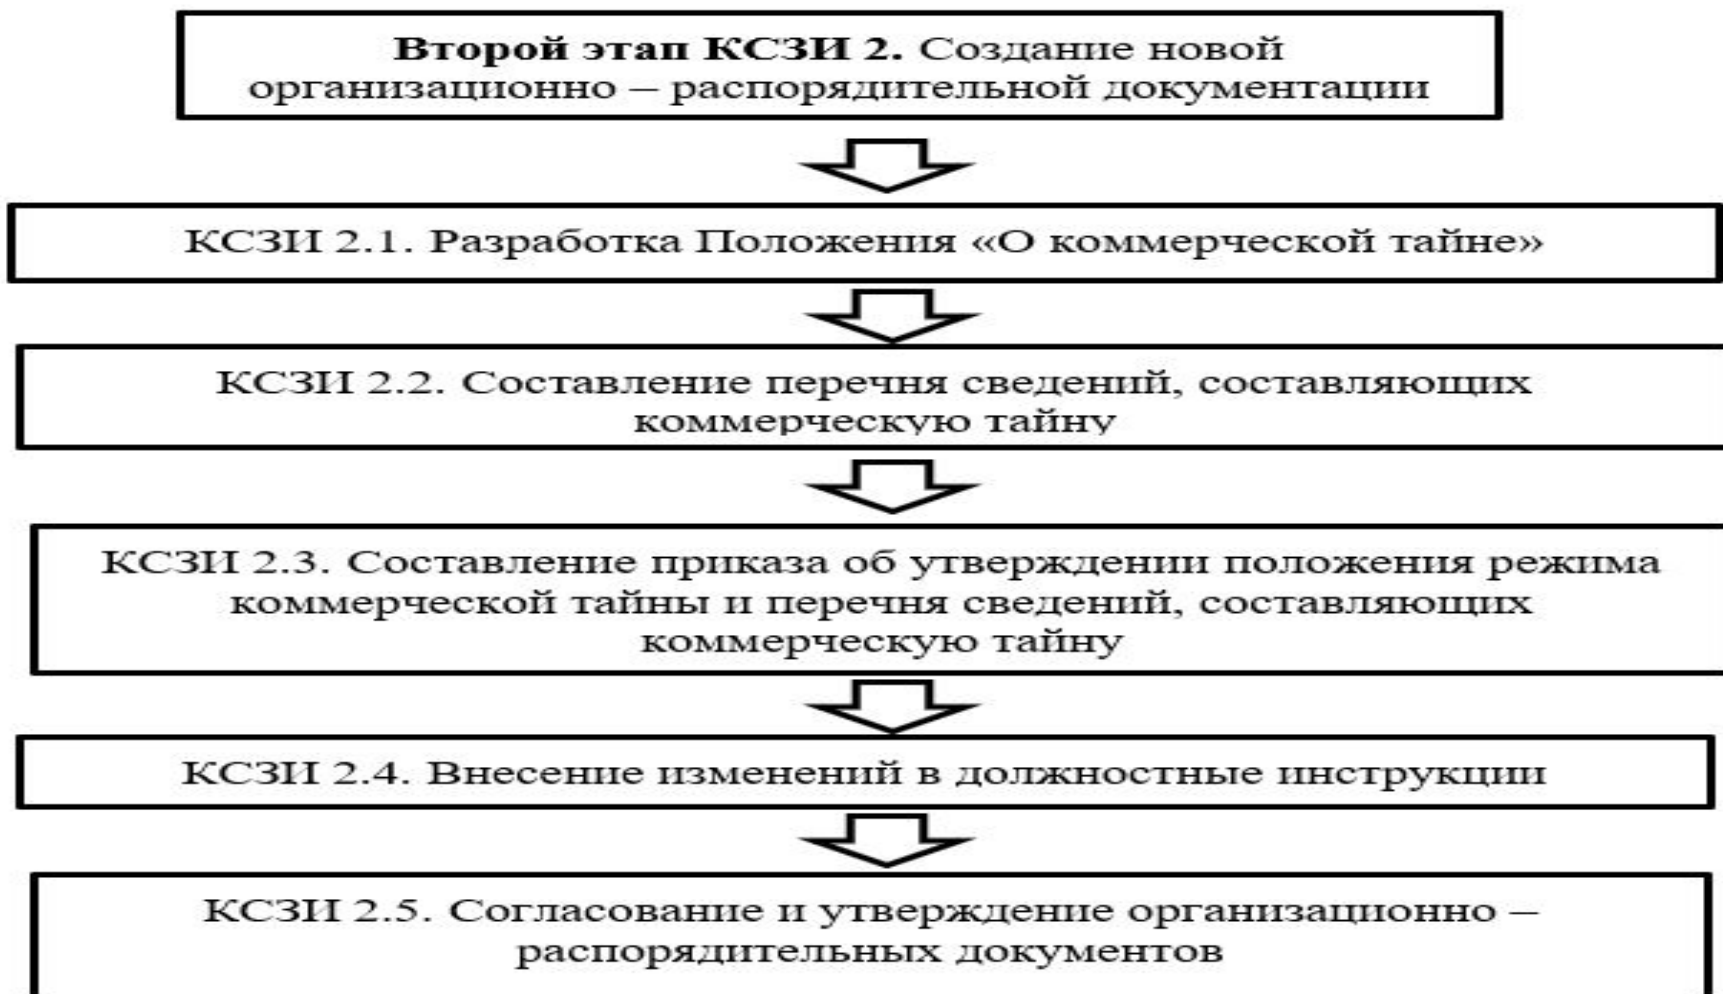 Второй этап КСЗИ 2. Создание новой
организационно – распорядительной документации
КСЗИ 2.1. Разработка Положения «О коммерческой тайне»
КСЗИ 2.2. Составление перечня сведений, составляющих
коммерческую тайну
КСЗИ 2.3. Составление приказа об утверждении положения режима
коммерческой тайны и перечня сведений, составляющих
коммерческую тайну
КСЗИ 2.4. Внесение изменений в должностные инструкции
КСЗИ 2.5. Согласование и утверждение организационно –
распорядительных документов